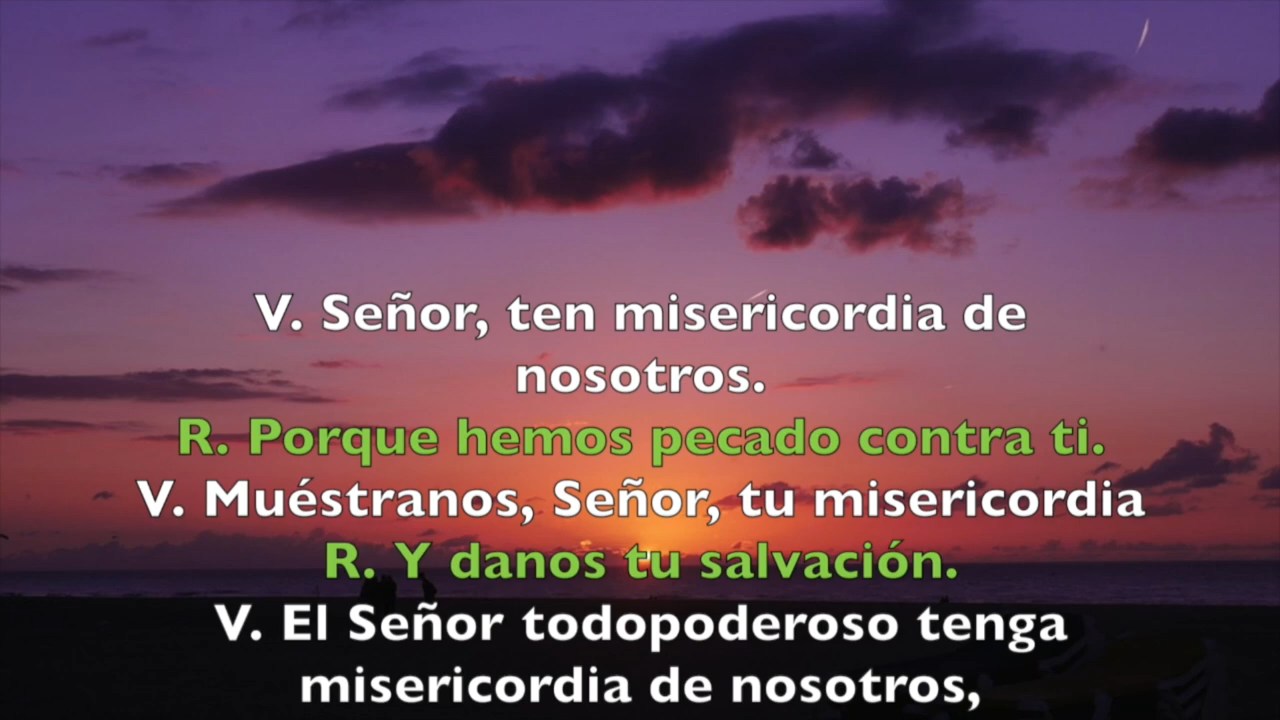 V. Señor, ten misericordia de
nosotros.
R. Porque hemos pecado contra ti.
V. Muéstranos, Señor, tu misericordia
R. Y danos tu salvación.
V. El Señor todopoderoso tenga
misericordia de nosotros,